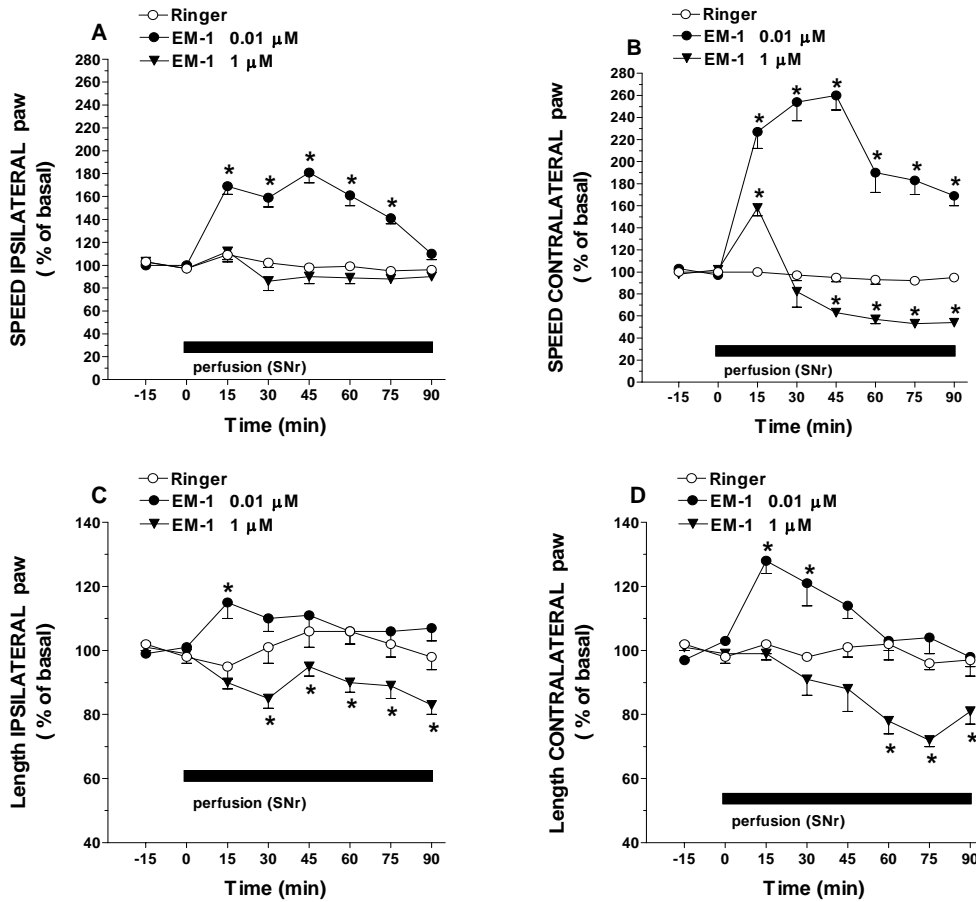 A
Ringer
EM-1 0.01 μM
EM-1 1 μM
SPEED IPSILATERAL paw
( % of basal)
280
260
240
220
200
180
160
140
120
100
80
60
40
20
0
* * * * *
perfusion (SNr)
-15 0 15 30 45 60 75 90
Time (min)
B
Ringer
EM-1 0.01 μM
EM-1 1 μM
SPEED CONTRALATERAL paw
( % of basal)
280
260
240
220
200
180
160
140
120
100
80
60
40
20
0
* * * * * *
*
* * * *
perfusion (SNr)
-15 0 15 30 45 60 75 90
Time (min)
C
Ringer
EM-1 0.01 μM
EM-1 1 μM
Length IPSILATERAL paw
( % of basal)
140
120
100
80
60
40
*
* * * * *
perfusion (SNr)
-15 0 15 30 45 60 75 90
Time (min)
D
Ringer
EM-1 0.01 μM
EM-1 1 μM
Length CONTRALATERAL paw
( % of basal)
140
120
100
80
60
40
* *
* * *
perfusion (SNr)
-15 0 15 30 45 60 75 90
Time (min)